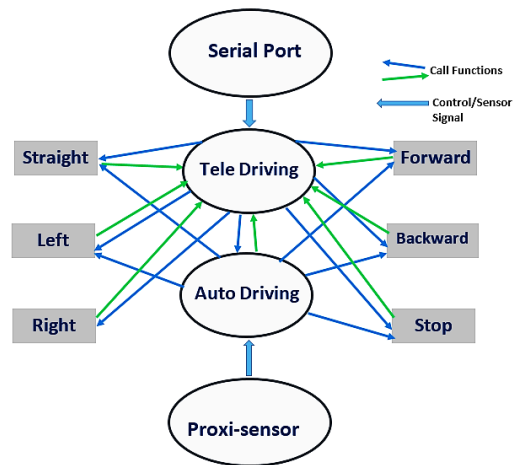 Serial Port
Call Functions
Control/Sensor
Signal
Straight
Tele Driving
Forward
Left
Backward
Auto Driving
Right
Stop
Proxi-sensor